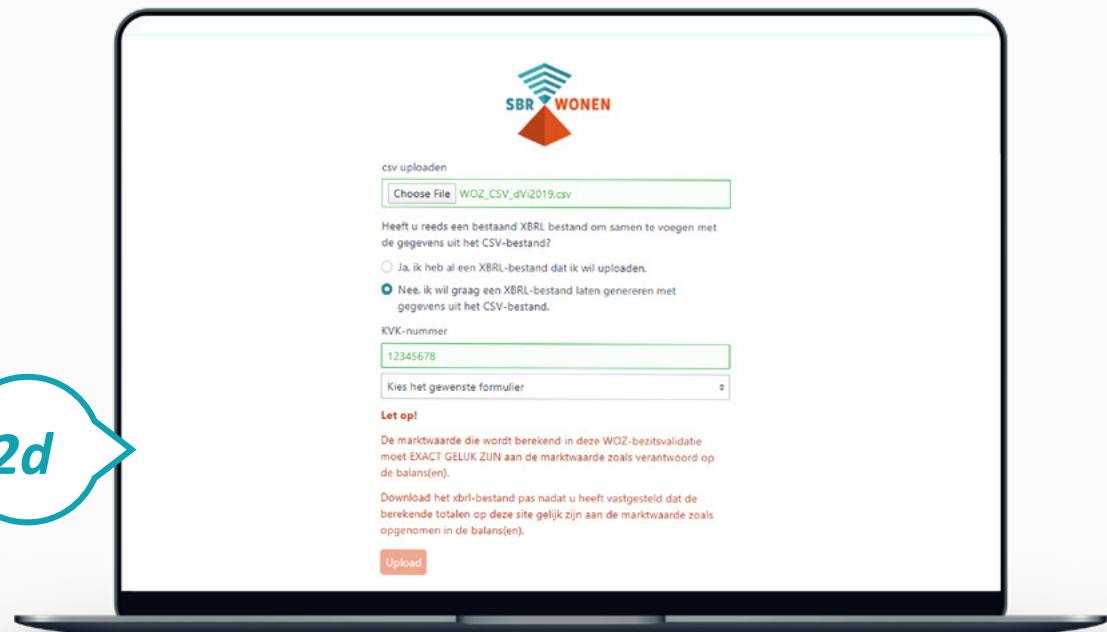 SBR WONEN
csv uploaden
Choose File WOZ_CSV_dVi2019.csv
Heeft u reeds een bestaand XBRL bestand om samen te voegen met
de gegevens uit het CSV-bestand?
Ja, ik heb al een XBRL-bestand dat ik wil uploaden.
Nee, ik wil graag een XBRL-bestand laten genereren met
gegevens uit het CSV-bestand.
KVK-nummer
12345678
Kies het gewenste formulier
Let op!
2d
De marktwaarde die wordt berekend in deze WOZ-bezitsvalidatie
moet EXACT GELIJK ZIJN aan de marktwaarde zoals verantwoord op
de balans(en).
Download het xbrl-bestand pas nadat u heeft vastgesteld dat de
berekende totalen op deze site gelijk zijn aan de marktwaarde zoals
opgenomen in de balans(en).
Upload